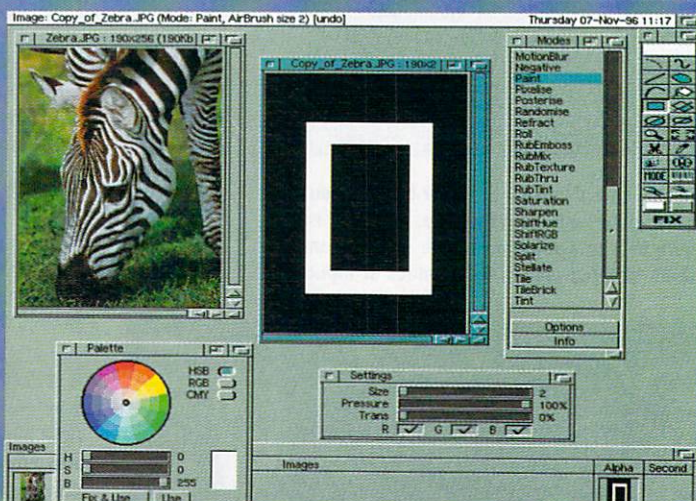 Image: Copy_of_Zebra.JPG (Mode: Paint, AirBrush size 2) [undo]
Thursday 07-Nov-96 11:17
Zebra.JPG : 190x256 (190Kb
Copy_of_Zebra.JPG : 190x2
Modes
MotionBlur
Negative
Paint
Pixelise
Posterise
Randomise
Refract
Roll
RubEmboss
RubMix
RubTexture
RubThru
RubTint
Saturation
Sharpen
ShiftHue
ShiftRGB
Solarize
Split
Stellate
Tile
TileBrick
Tint
Options
Info
MODE
FIX
Palette
HSB
RGB
CMY
H 0
S 0
B 255
Fix & Use
Use
Settings
Size 2
Pressure 100%
Trans 0%
R G B
Images
Images
Alpha
Second